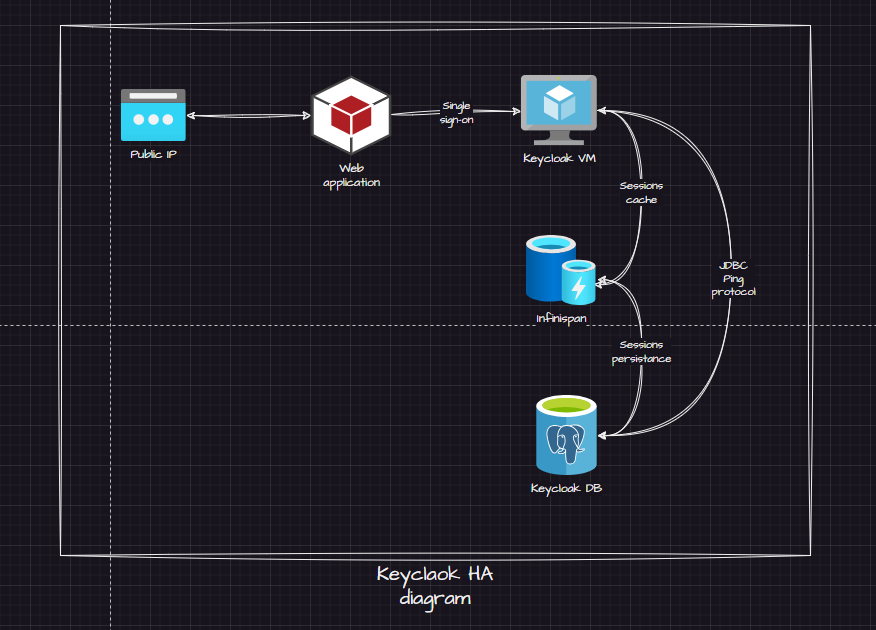 Public IP
Web
application
Single
sign-on
Keycloak VM
Sessions
cache
JDBC
Ping
protocol
Infinispan
Sessions
persistance
Keycloak DB
Keyclaok HA
diagram